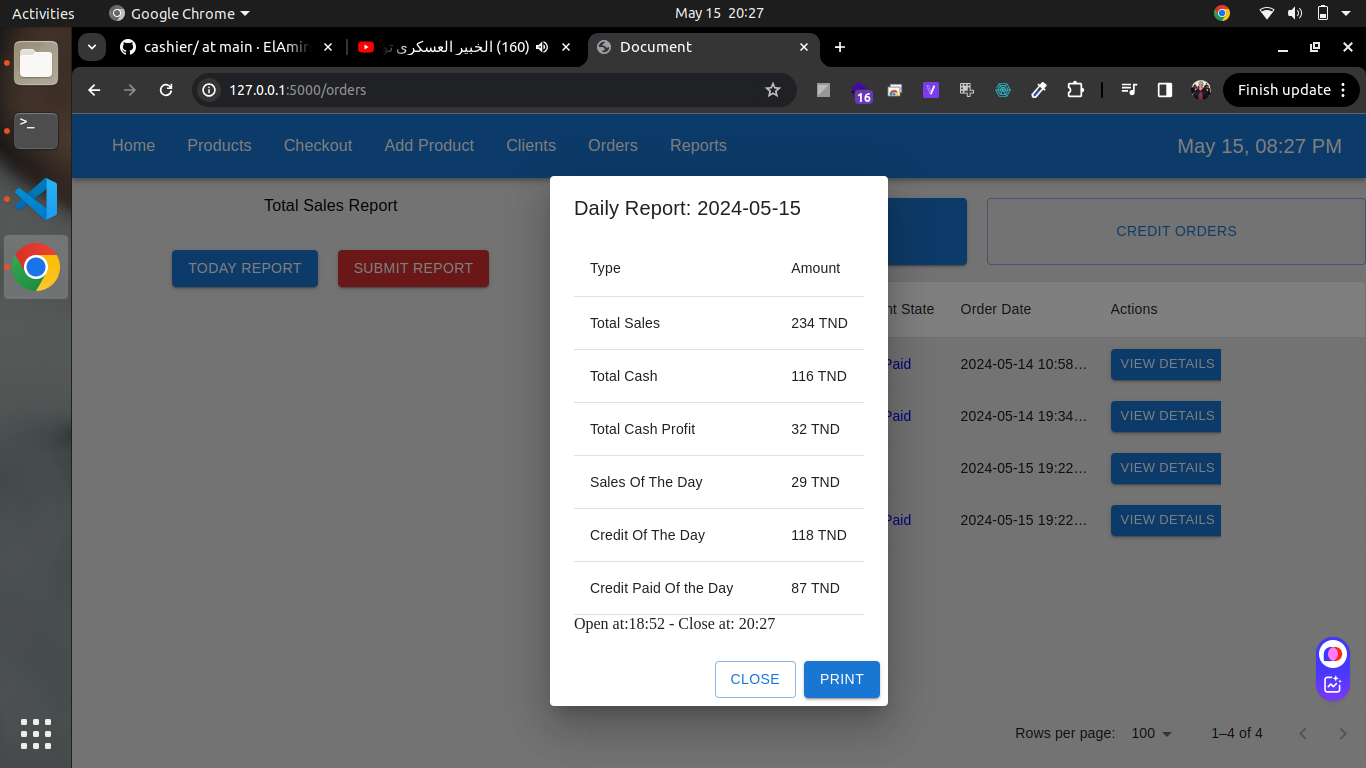 Activities
Google Chrome
May 15 20:27
cashier/ at main · ElAmir
(160) الخبير العسكري تو
Document
127.0.0.1:5000/orders
16
Finish update
Home
Products
Checkout
Add Product
Clients
Orders
Reports
May 15, 08:27 PM
Total Sales Report
TODAY REPORT
SUBMIT REPORT
CREDIT ORDERS
nt State
Order Date
Actions
Paid
2024-05-14 10:58...
VIEW DETAILS
Paid
2024-05-14 19:34...
VIEW DETAILS
2024-05-15 19:22...
VIEW DETAILS
Paid
2024-05-15 19:22...
VIEW DETAILS
Daily Report: 2024-05-15
Type Amount
Total Sales 234 TND
Total Cash 116 TND
Total Cash Profit 32 TND
Sales Of The Day 29 TND
Credit Of The Day 118 TND
Credit Paid Of the Day 87 TND
Open at:18:52 - Close at: 20:27
CLOSE
PRINT
Rows per page: 100 1–4 of 4